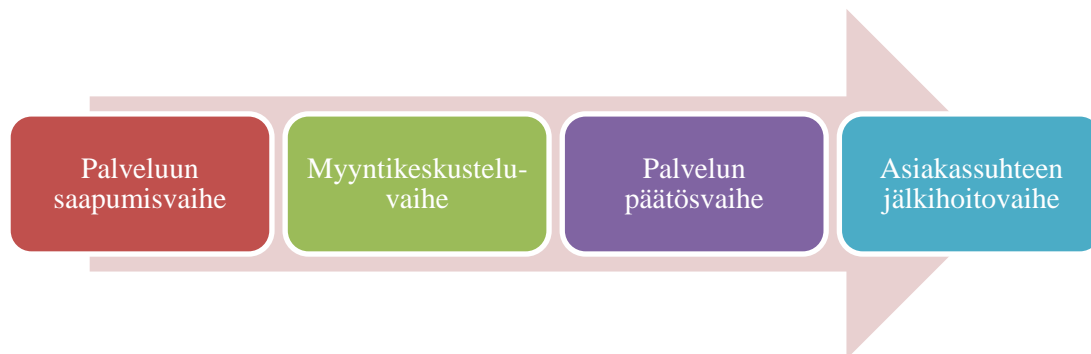 Palveluun
saapumisvaihe
Myyntikeskustelu-
vaihe
Palvelun
päätösvaihe
Asiakassuhteen
jälkihoitovaihe